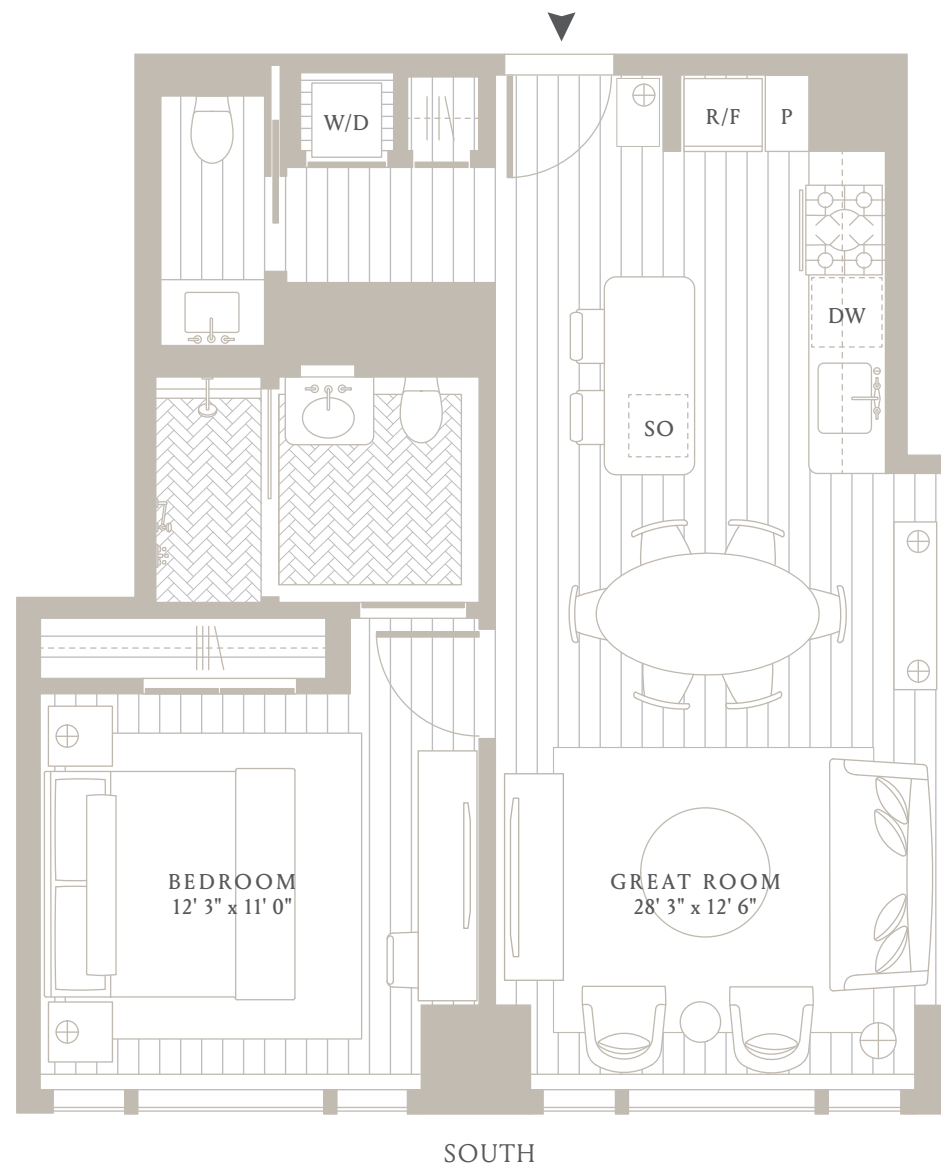 W/D
R/F
P
DW
SO
BEDROOM
12' 3" x 11' 0"
GREAT ROOM
28' 3" x 12' 6"
SOUTH